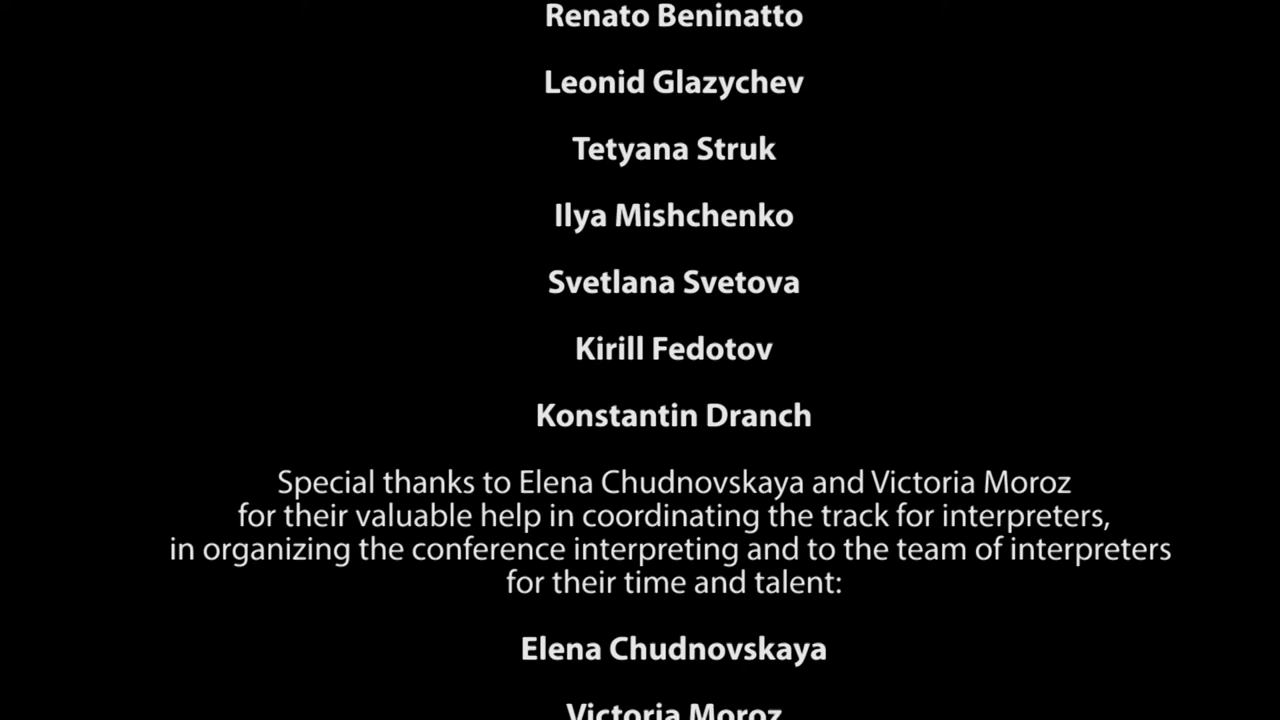 Renato Beninatto
Leonid Glazychev
Tetyana Struk
Ilya Mishchenko
Svetlana Svetova
Kirill Fedotov
Konstantin Dranch
Special thanks to Elena Chudnovskaya and Victoria Moroz
for their valuable help in coordinating the track for interpreters,
in organizing the conference interpreting and to the team of interpreters
for their time and talent:
Elena Chudnovskaya
Victoria Moroz